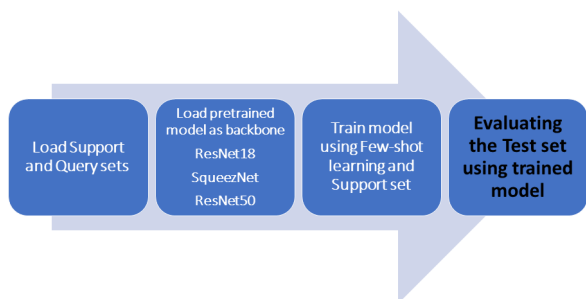 Load Support
and Query sets
Load pretrained
model as backbone
ResNet18
SqueezNet
ResNet50
Train model
using Few-shot
learning and
Support set
Evaluating
the Test set
using trained
model